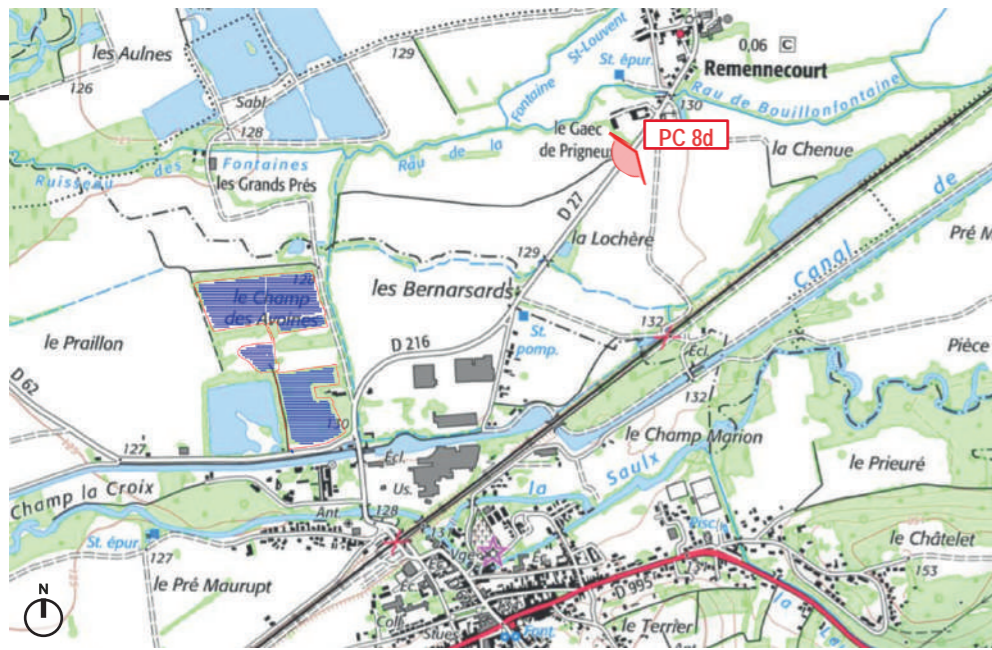 les Aulnes
129
126
Sabl.
128
Fontaine St-Louvent
St. épur.
0,06 C
Remennecourt
130
Rau de Bouillonfontaine
le Gaec
de Prigneu
PC 8d
la Chenue
Ruisseau des Fontaines
Rau de la
les Grands Prés
D 27
la Lochère
129
Canal de
Pré M
le Champ
des Avoines
les Bernarsards
St.
pomp.
132
le Praillon
D 216
Écl.
132
Pièce
D 62
130
127
Écl.
le Champ Marion
Champ la Croix
Us.
la Saulx
le Prieuré
Ant.
128
St. épur.
127
le Châtelet
153
le Pré Maurupt
D 995
137
la
Coll.
Stues
Font.
le Terrier
N